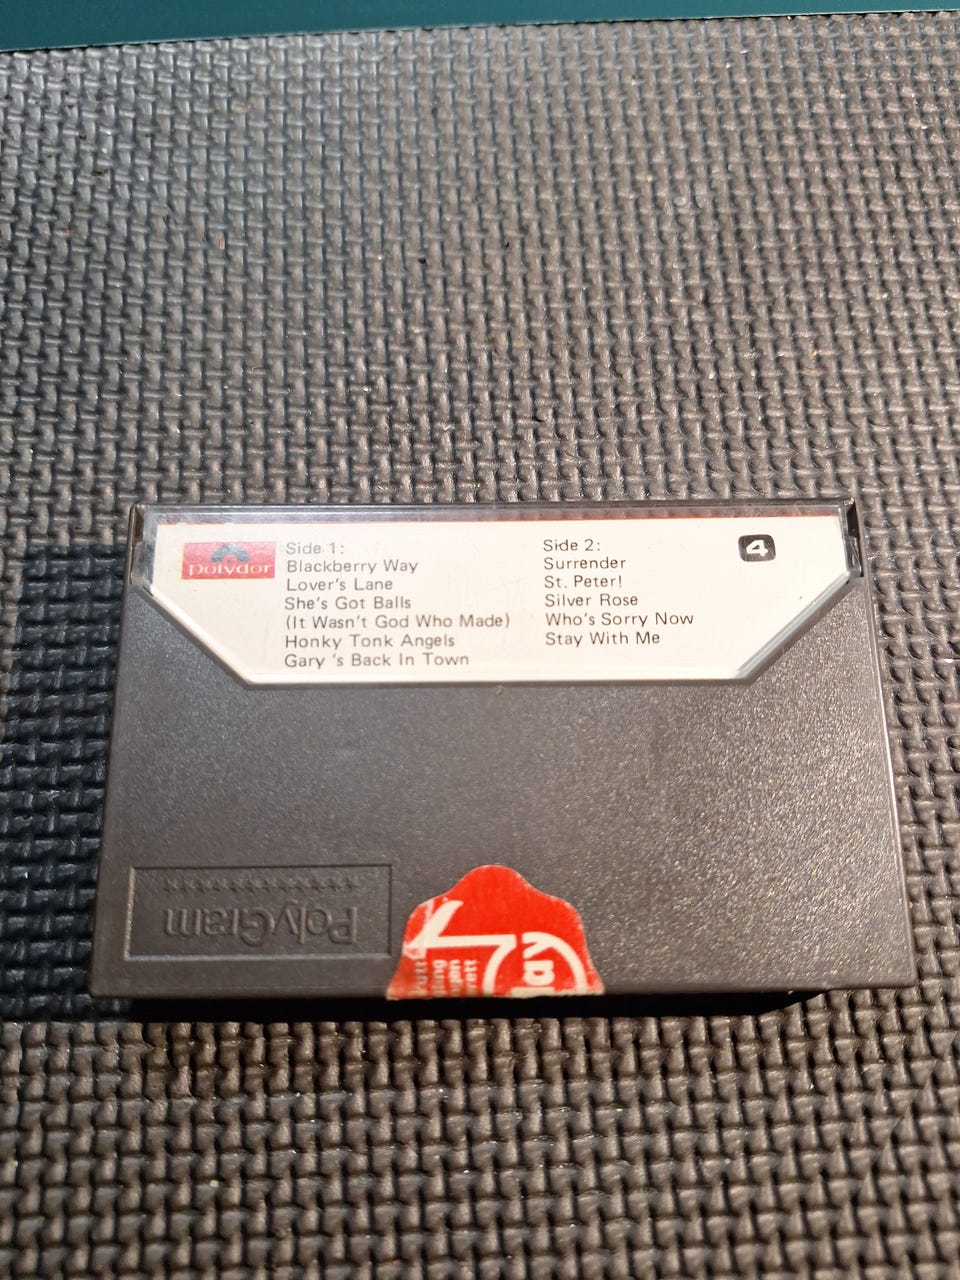 polydor
Side 1:
Blackberry Way
Lover's Lane
She's Got Balls
(It Wasn't God Who Made)
Honky Tonk Angels
Gary 's Back In Town
Side 2:
Surrender
St. Peter!
Silver Rose
Who's Sorry Now
Stay With Me
4
PolyGram
lay